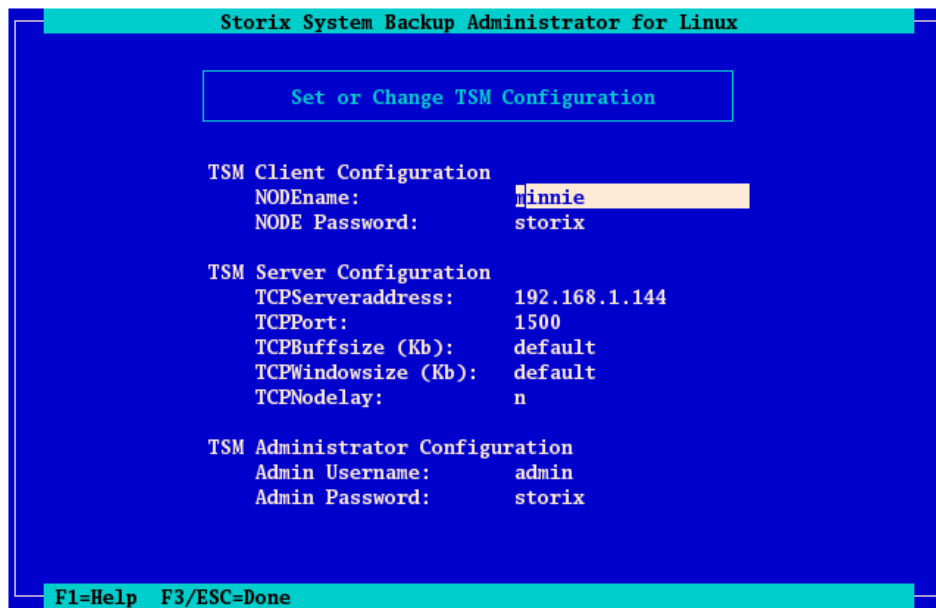 Storix System Backup Administrator for Linux
Set or Change TSM Configuration
TSM Client Configuration
NODEname: minnie
NODE Password: storix
TSM Server Configuration
TCPServeraddress: 192.168.1.144
TCPPort: 1500
TCPBuffsize (Kb): default
TCPWindowsize (Kb): default
TCPNodelay: n
TSM Administrator Configuration
Admin Username: admin
Admin Password: storix
F1=Help F3/ESC=Done